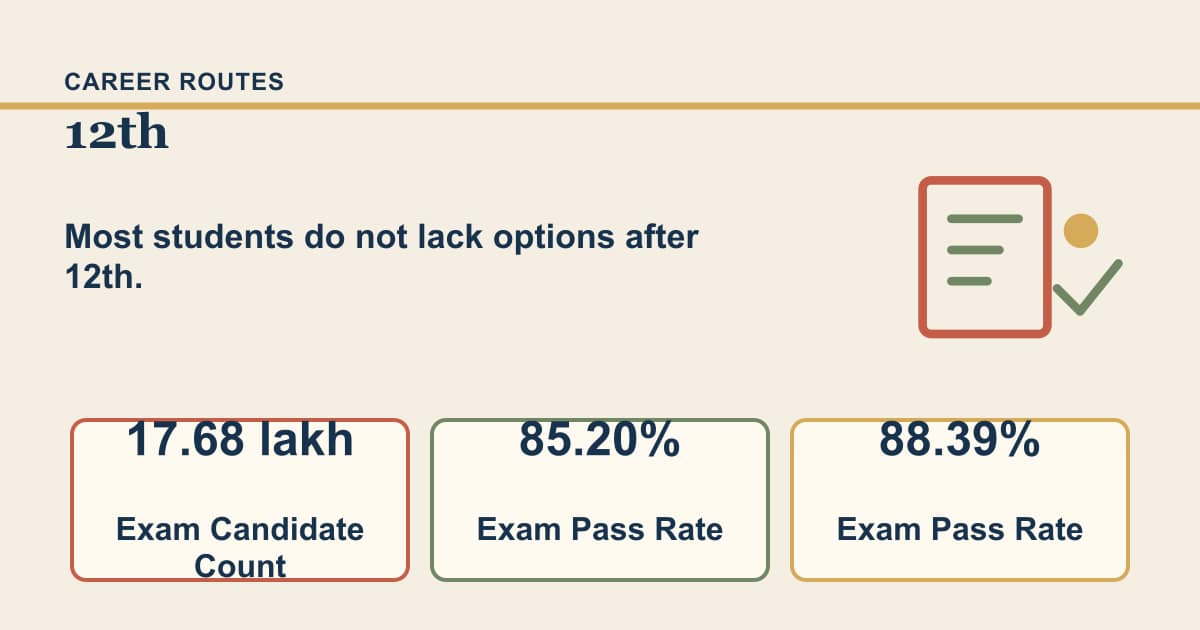 CAREER ROUTES
12th
Most students do not lack options after
12th.
17.68 lakh
Exam Candidate
Count
85.20%
Exam Pass Rate
88.39%
Exam Pass Rate